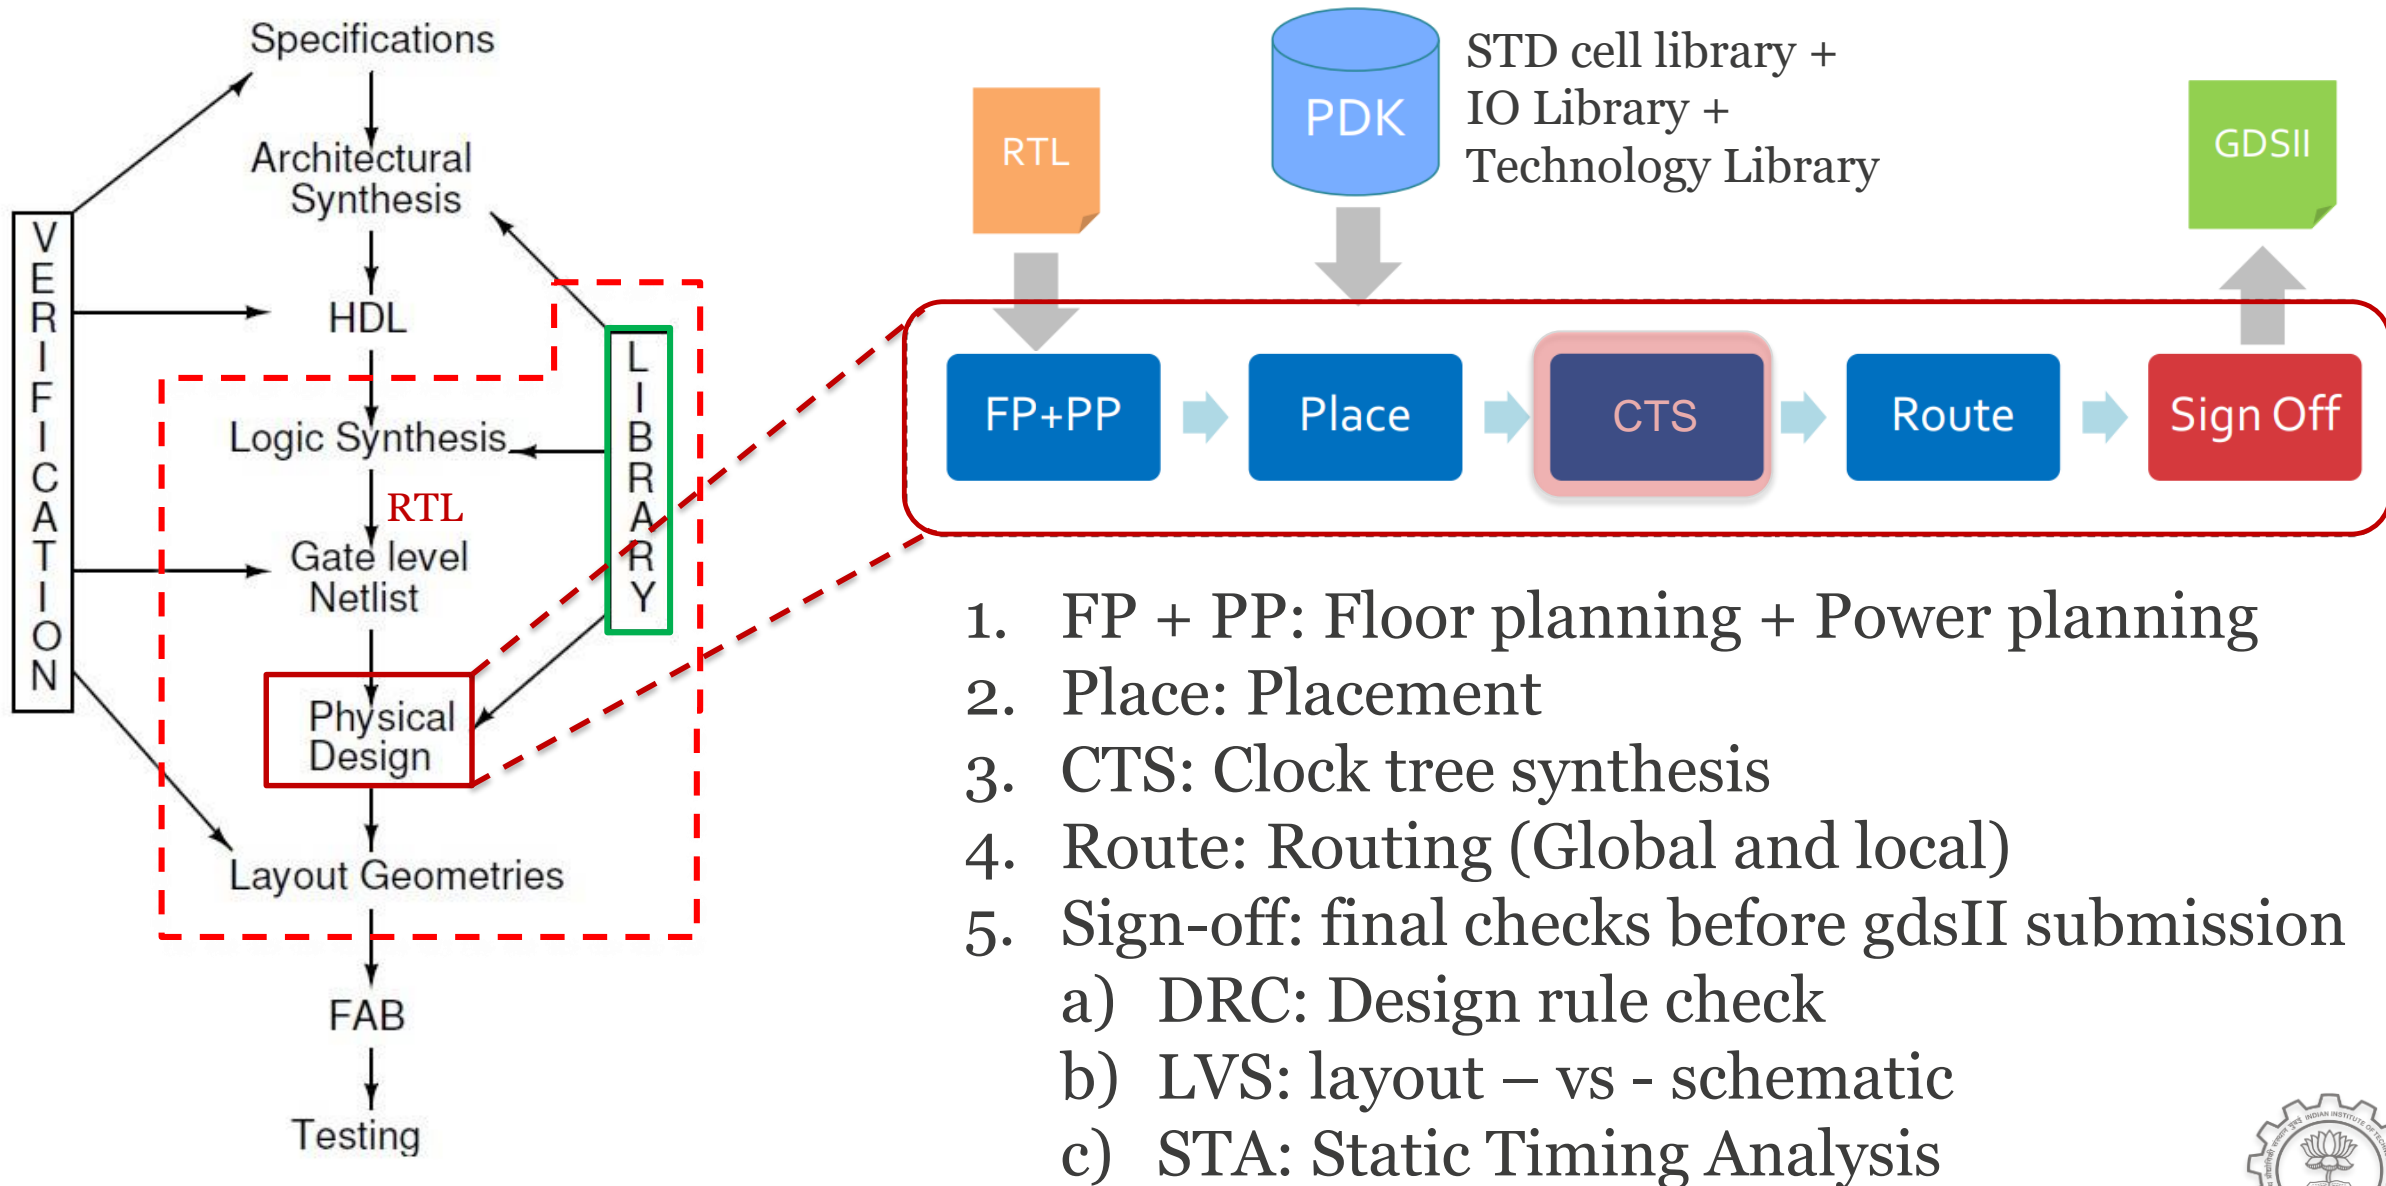 Specifications
Architectural
Synthesis
HDL
Logic Synthesis
RTL
Gate level
Netlist
Physical
Design
Layout Geometries
FAB
Testing
VERIFICATION
LIBRARY
RTL
PDK
STD cell library +
IO Library +
Technology Library
GDSII
FP+PP
Place
CTS
Route
Sign Off
1. FP + PP: Floor planning + Power planning
2. Place: Placement
3. CTS: Clock tree synthesis
4. Route: Routing (Global and local)
5. Sign-off: final checks before gdsII submission
a) DRC: Design rule check
b) LVS: layout – vs - schematic
c) STA: Static Timing Analysis
INDIAN INSTITUTE OF